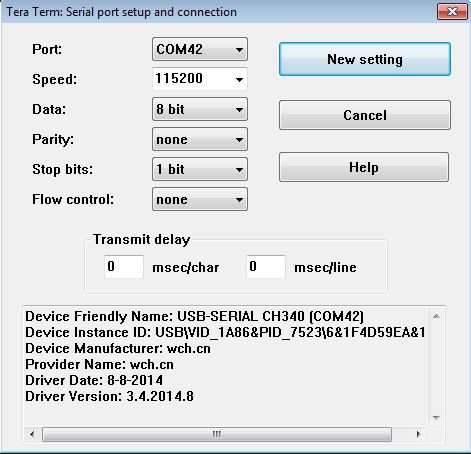 Tera Term: Serial port setup and connection
Port: COM42
New setting
Speed: 115200
Data: 8 bit
Cancel
Parity: none
Stop bits: 1 bit
Help
Flow control: none
Transmit delay
0 msec/char 0 msec/line
Device Friendly Name: USB-SERIAL CH340 (COM42)
Device Instance ID: USB\VID_1A86&PID_7523\6&1F4D59EA&1
Device Manufacturer: wch.cn
Provider Name: wch.cn
Driver Date: 8-8-2014
Driver Version: 3.4.2014.8